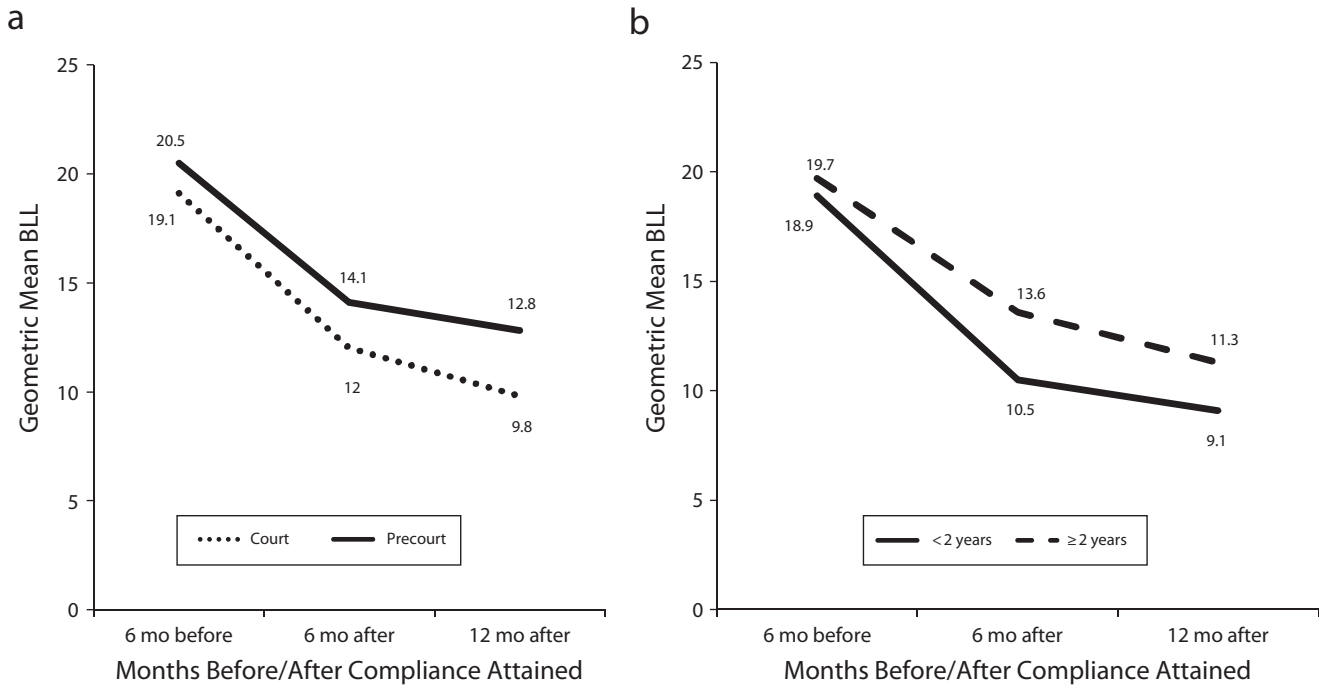 a
25
20
15
10
5
0
Geometric Mean BLL
20.5
19.1
14.1
12
12.8
9.8
Court Precourt
6 mo before 6 mo after 12 mo after
Months Before/After Compliance Attained
b
25
20
15
10
5
0
Geometric Mean BLL
19.7
18.9
13.6
10.5
11.3
9.1
<2 years ≥2 years
6 mo before 6 mo after 12 mo after
Months Before/After Compliance Attained